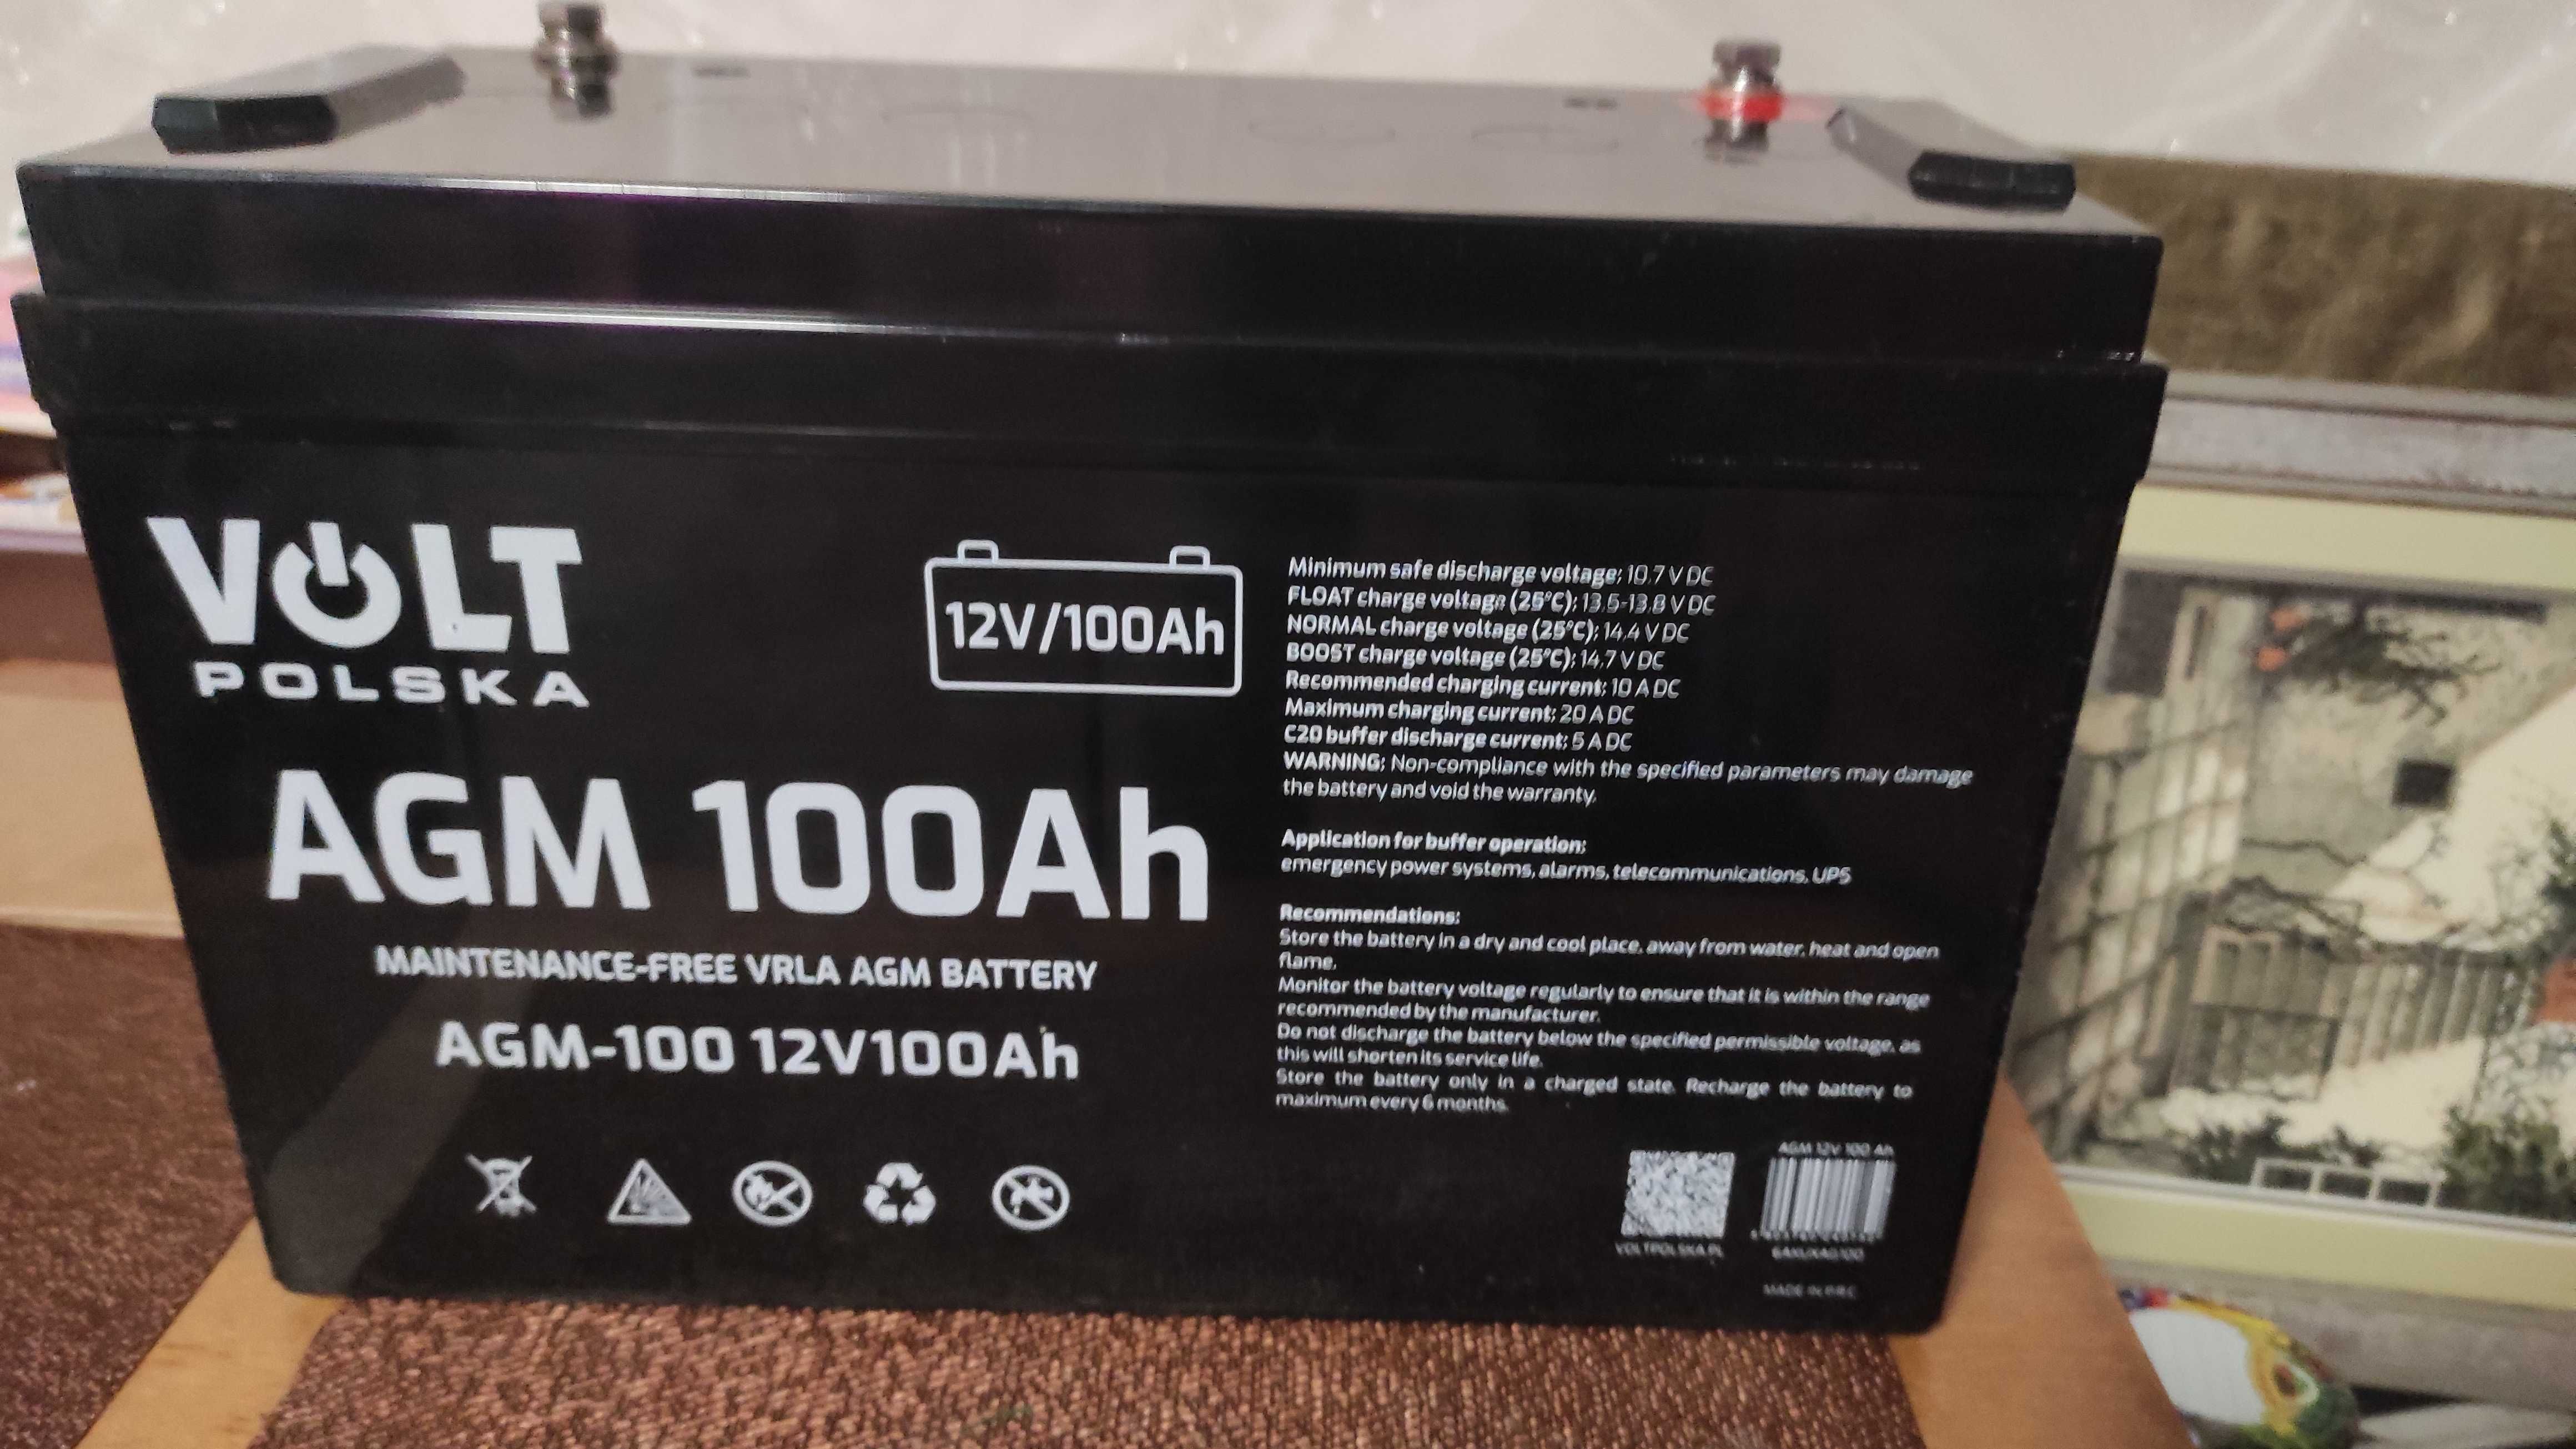 VOLT
POLSKA
12V/100Ah
AGM 100Ah
MAINTENANCE-FREE VRLA AGM BATTERY
AGM-100 12V100Ah
Minimum safe discharge voltage: 10.7 V DC
FLOAT charge voltage (25°C): 13,5-13,8 V DC
NORMAL charge voltage (25°C): 14,4 V DC
BOOST charge voltage (25°C): 14,7 V DC
Recommended charging current: 10 A DC
Maximum charging current: 20 A DC
C20 buffer discharge current: 5 A DC
WARNING: Non-compliance with the specified parameters may damage
the battery and void the warranty.
Application for buffer operation:
emergency power systems, alarms, telecommunications, UPS
Recommendations:
Store the battery in a dry and cool place, away from water, heat and open
flame.
Monitor the battery voltage regularly to ensure that it is within the range
recommended by the manufacturer.
Do not discharge the battery below the specified permissible voltage, as
this will shorten its service life.
Store the battery only in a charged state. Recharge the battery to
maximum every 6 months.
AGM 12V 100 Ah
VOLTPOLSKA.PL
MADE IN P.R.C